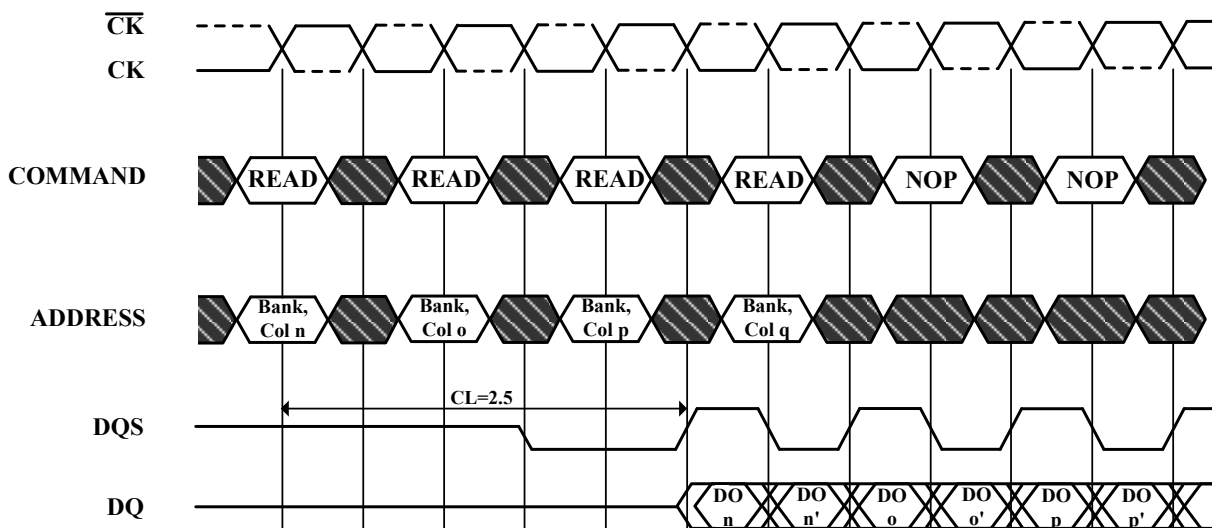 CK
CK
COMMAND READ READ READ READ NOP NOP
ADDRESS Bank, Col n Bank, Col o Bank, Col p Bank, Col q
CL=2.5
DQS
DQ DO n DO n' DO o DO o' DO p DO p'